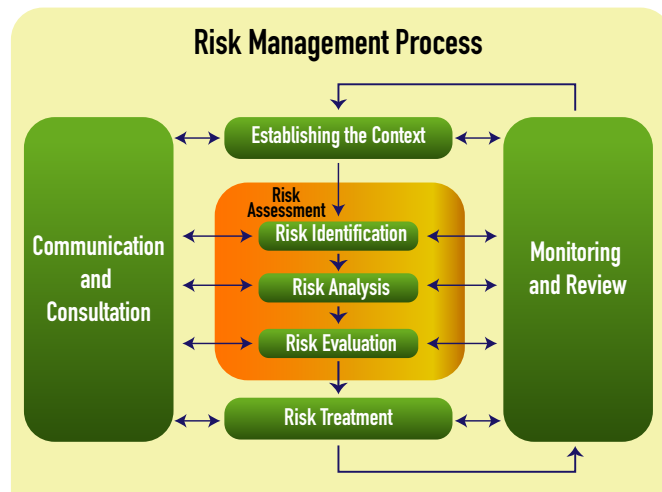 Risk Management Process
Establishing the Context
Risk
Assessment
Risk Identification
Communication
and
Consultation
Risk Analysis
Monitoring
and Review
Risk Evaluation
Risk Treatment